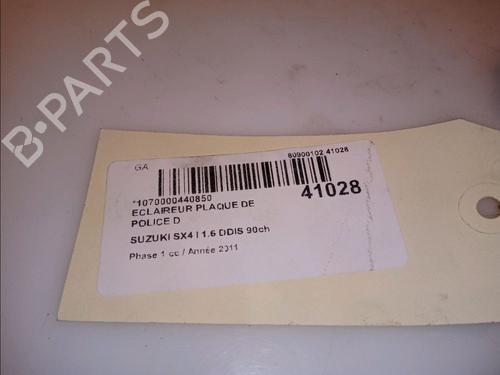 B-PARTS
GA
80900102 41028
41028
*1070000440850
ECLAIREUR PLAQUE DE
POLICE D
SUZUKI SX4 I 1.6 DDIS 90ch
Phase 1 cc / Année 2011